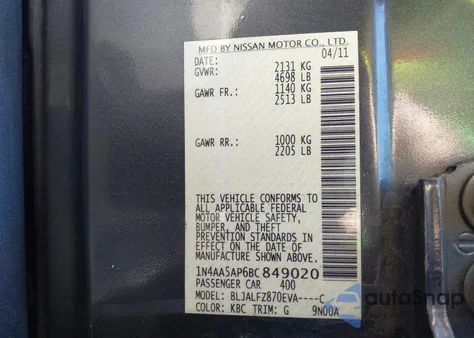 MFD BY NISSAN MOTOR CO., LTD.
DATE: 04/11
GVWR: 2131 KG
4698 LB
GAWR FR.: 1140 KG
2513 LB
GAWR RR.: 1000 KG
2205 LB
THIS VEHICLE CONFORMS TO
ALL APPLICABLE FEDERAL
MOTOR VEHICLE SAFETY,
BUMPER, AND THEFT
PREVENTION STANDARDS IN
EFFECT ON THE DATE OF
MANUFACTURE SHOWN ABOVE.
1N4AA5AP6BC849020
PASSENGER CAR 400
MODEL: BLJALFZ870EVA----C
COLOR: KBC TRIM: G 9N00A
autoSnap